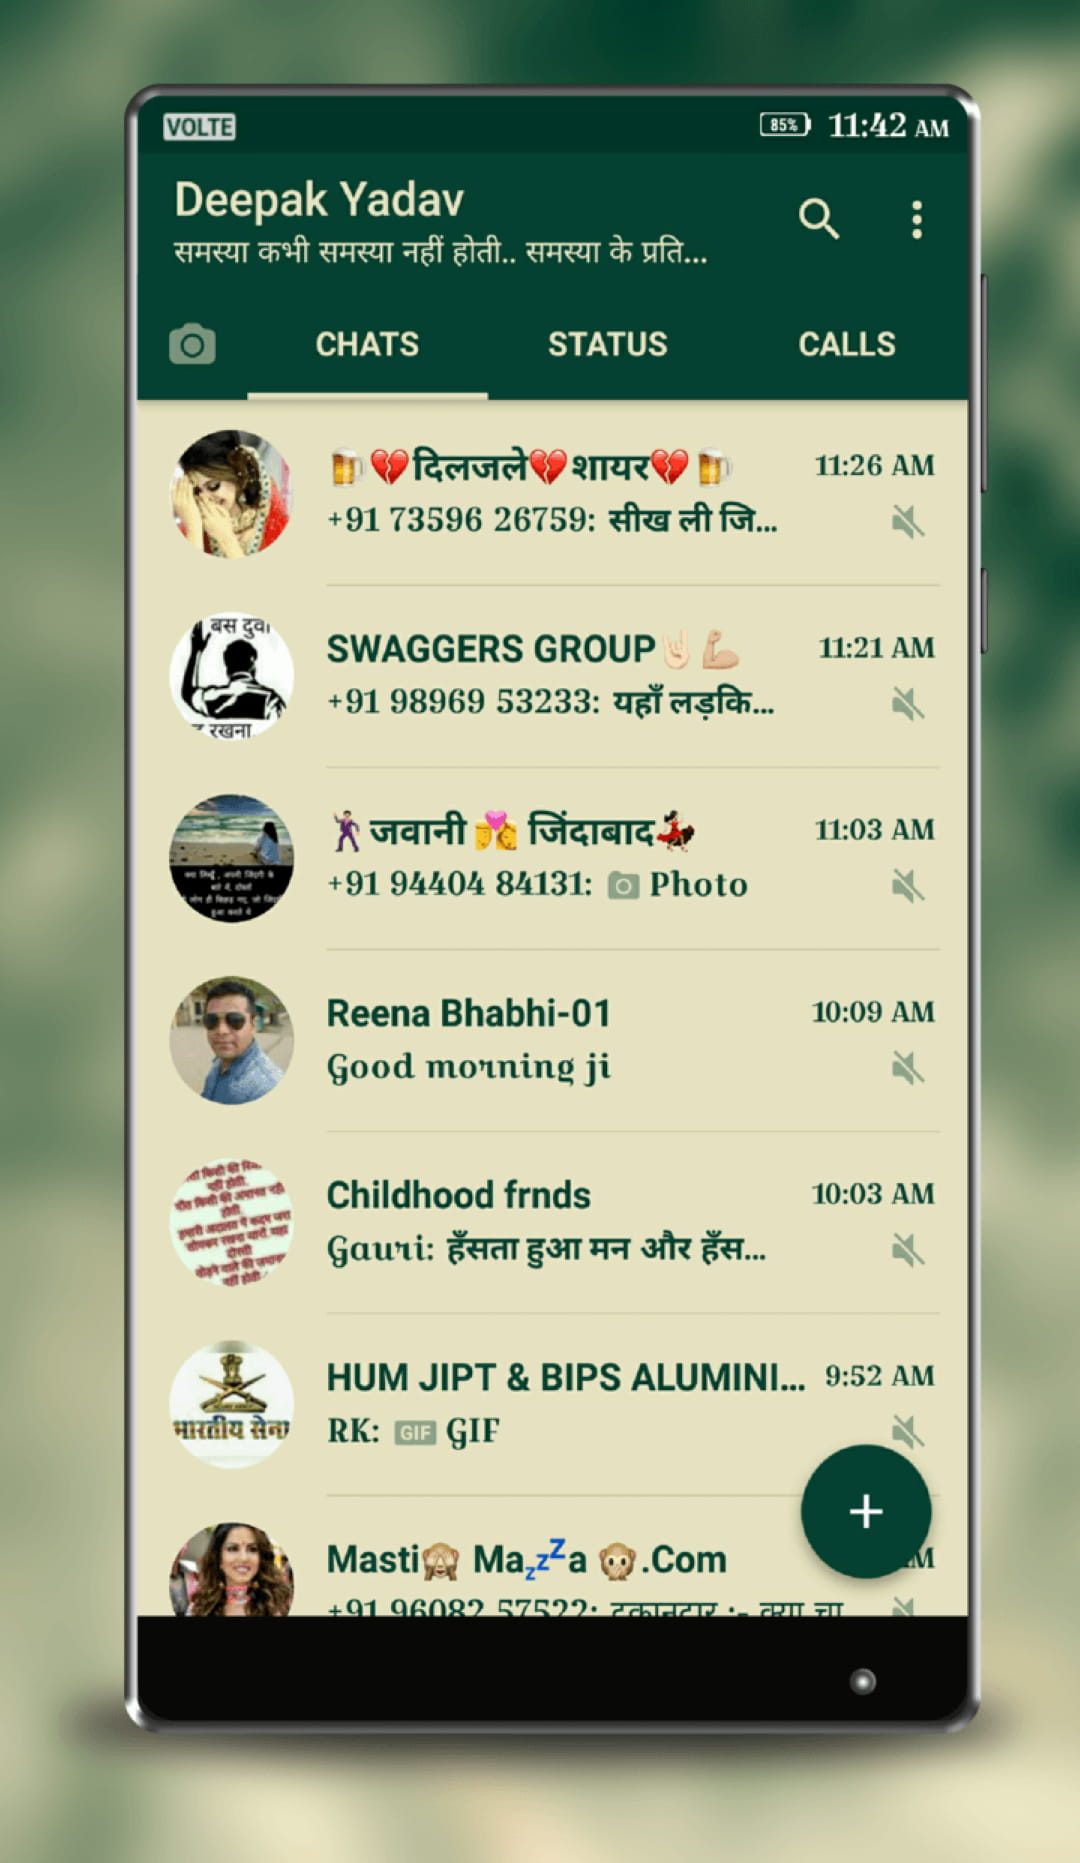 VOLTE 85% 11:42 AM
Deepak Yadav
समस्या कभी समस्या नहीं होती.. समस्या के प्रति...
CHATS STATUS CALLS
🍺💔दिलजले💔शायर💔🍺 11:26 AM
+91 73596 26759: सीख ली जि...
बस दुवा
रखना
SWAGGERS GROUP🤘🏻💪🏻 11:21 AM
+91 98969 53233: यहाँ लड़कि...
🕺जवानी💏 जिंदाबाद💃 11:03 AM
+91 94404 84131: 📷 Photo
Reena Bhabhi-01 10:09 AM
Good morning ji
Childhood frnds 10:03 AM
Gauri: हँसता हुआ मन और हँस...
भारतीय सेना
HUM JIPT & BIPS ALUMINI... 9:52 AM
RK: GIF GIF
Masti🙈 Ma💤a 🙊.Com
+91 96082 57522: दुकानदार :- क्या चा